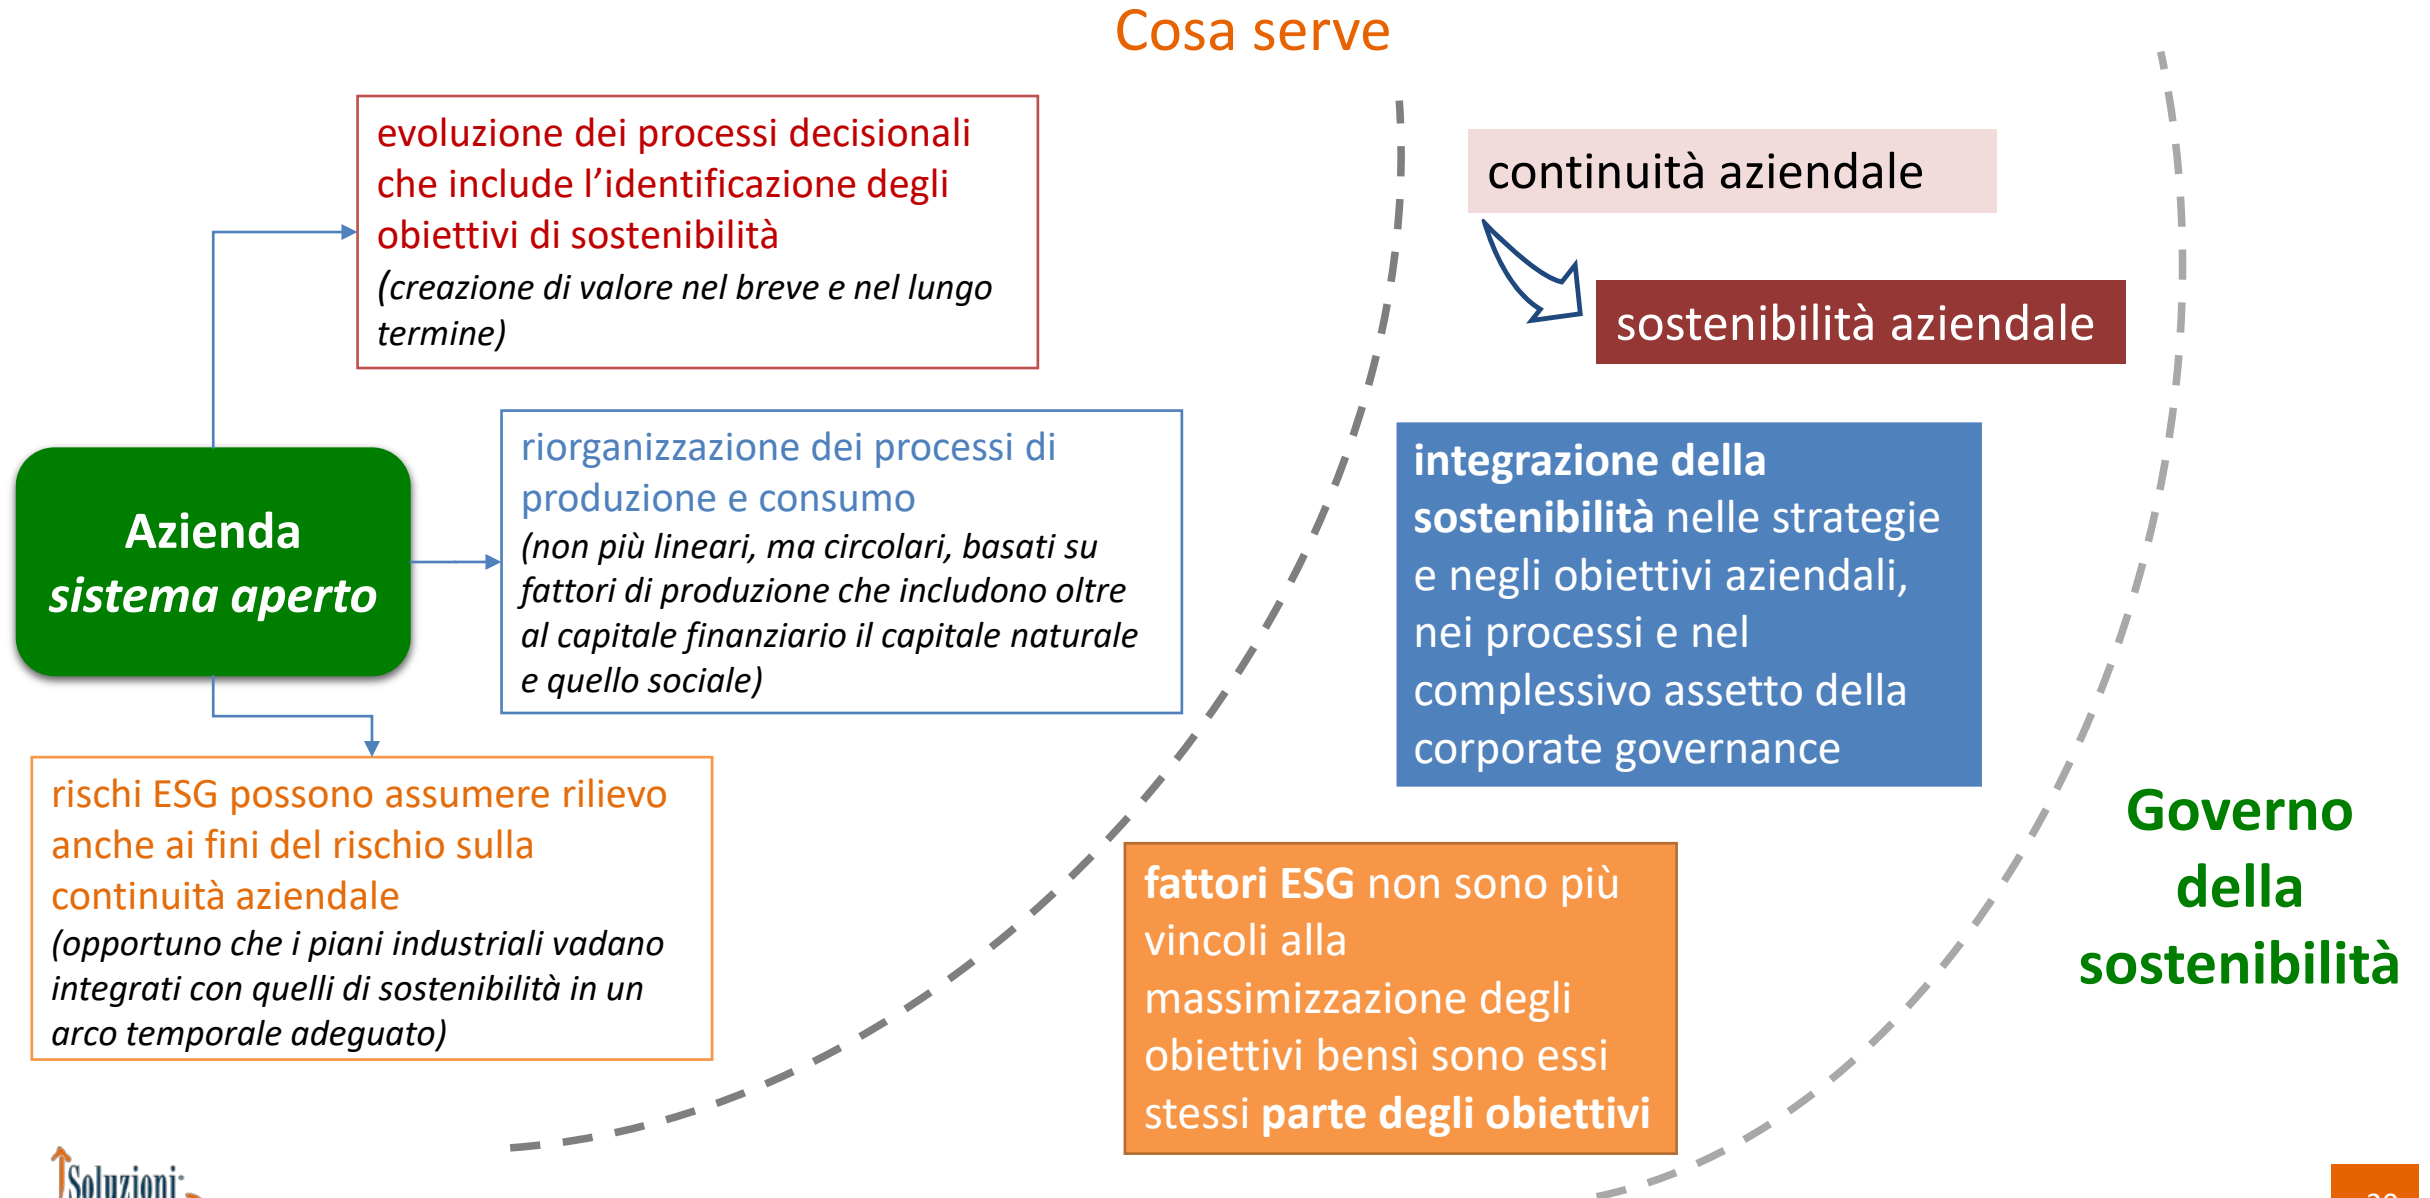 Cosa serve
evoluzione dei processi decisionali
che include l’identificazione degli
obiettivi di sostenibilità
(creazione di valore nel breve e nel lungo
termine)
riorganizzazione dei processi di
produzione e consumo
(non più lineari, ma circolari, basati su
fattori di produzione che includono oltre
al capitale finanziario il capitale naturale
e quello sociale)
Azienda
sistema aperto
rischi ESG possono assumere rilievo
anche ai fini del rischio sulla
continuità aziendale
(opportuno che i piani industriali vadano
integrati con quelli di sostenibilità in un
arco temporale adeguato)
continuità aziendale
sostenibilità aziendale
integrazione della
sostenibilità nelle strategie
e negli obiettivi aziendali,
nei processi e nel
complessivo assetto della
corporate governance
fattori ESG non sono più
vincoli alla
massimizzazione degli
obiettivi bensì sono essi
stessi parte degli obiettivi
Governo
della
sostenibilità
Soluzioni